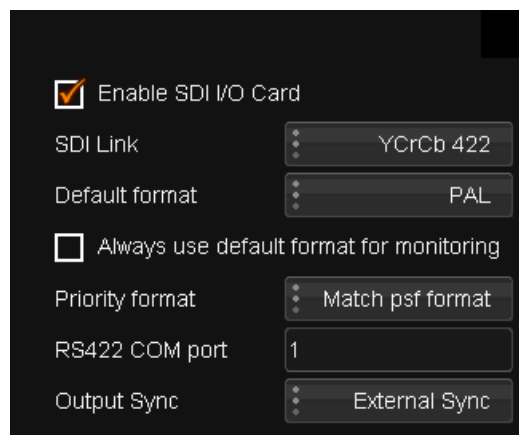 Enable SDI I/O Card
SDI Link YCrCb 422
Default format PAL
Always use default format for monitoring
Priority format Match psf format
RS422 COM port 1
Output Sync External Sync